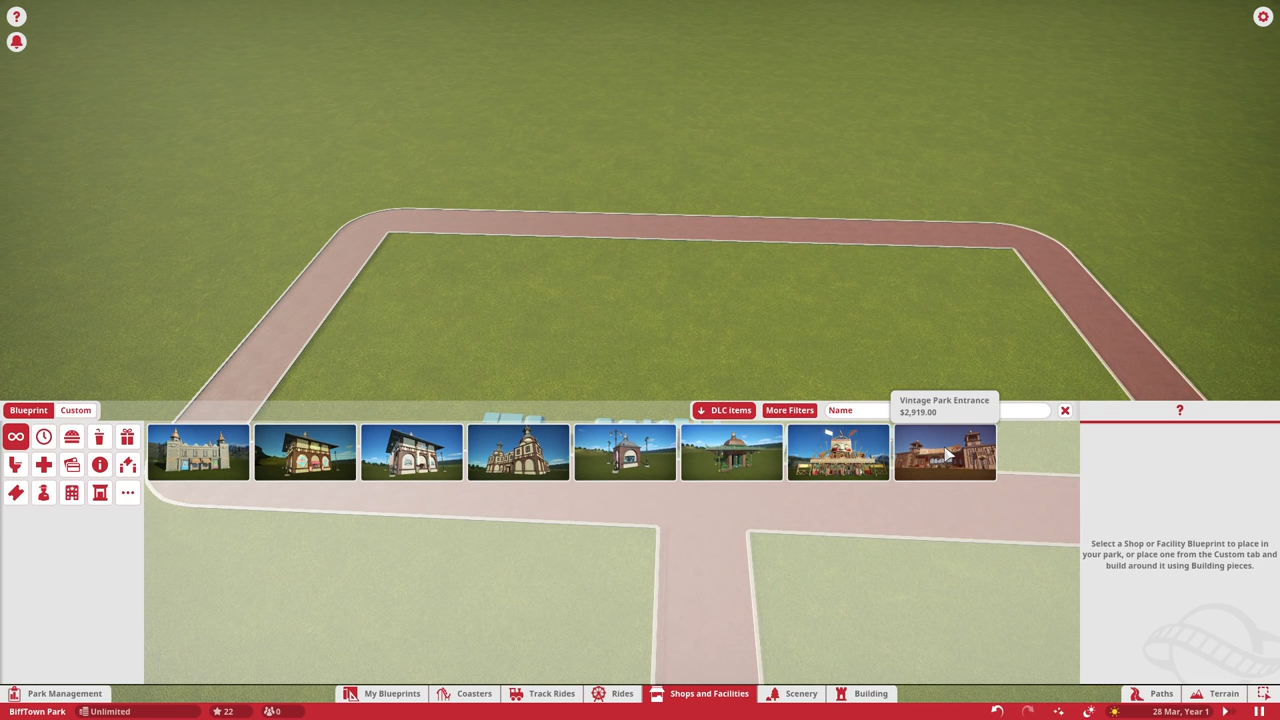 ?
Blueprint
Custom
DLC items
More Filters
Name
Vintage Park Entrance
$2,919.00
?
Select a Shop or Facility Blueprint to place in
your park, or place one from the Custom tab and
build around it using Building pieces.
Park Management
My Blueprints
Coasters
Track Rides
Rides
Shops and Facilities
Scenery
Building
Paths
Terrain
BiffTown Park
Unlimited
22
0
28 Mar, Year 1